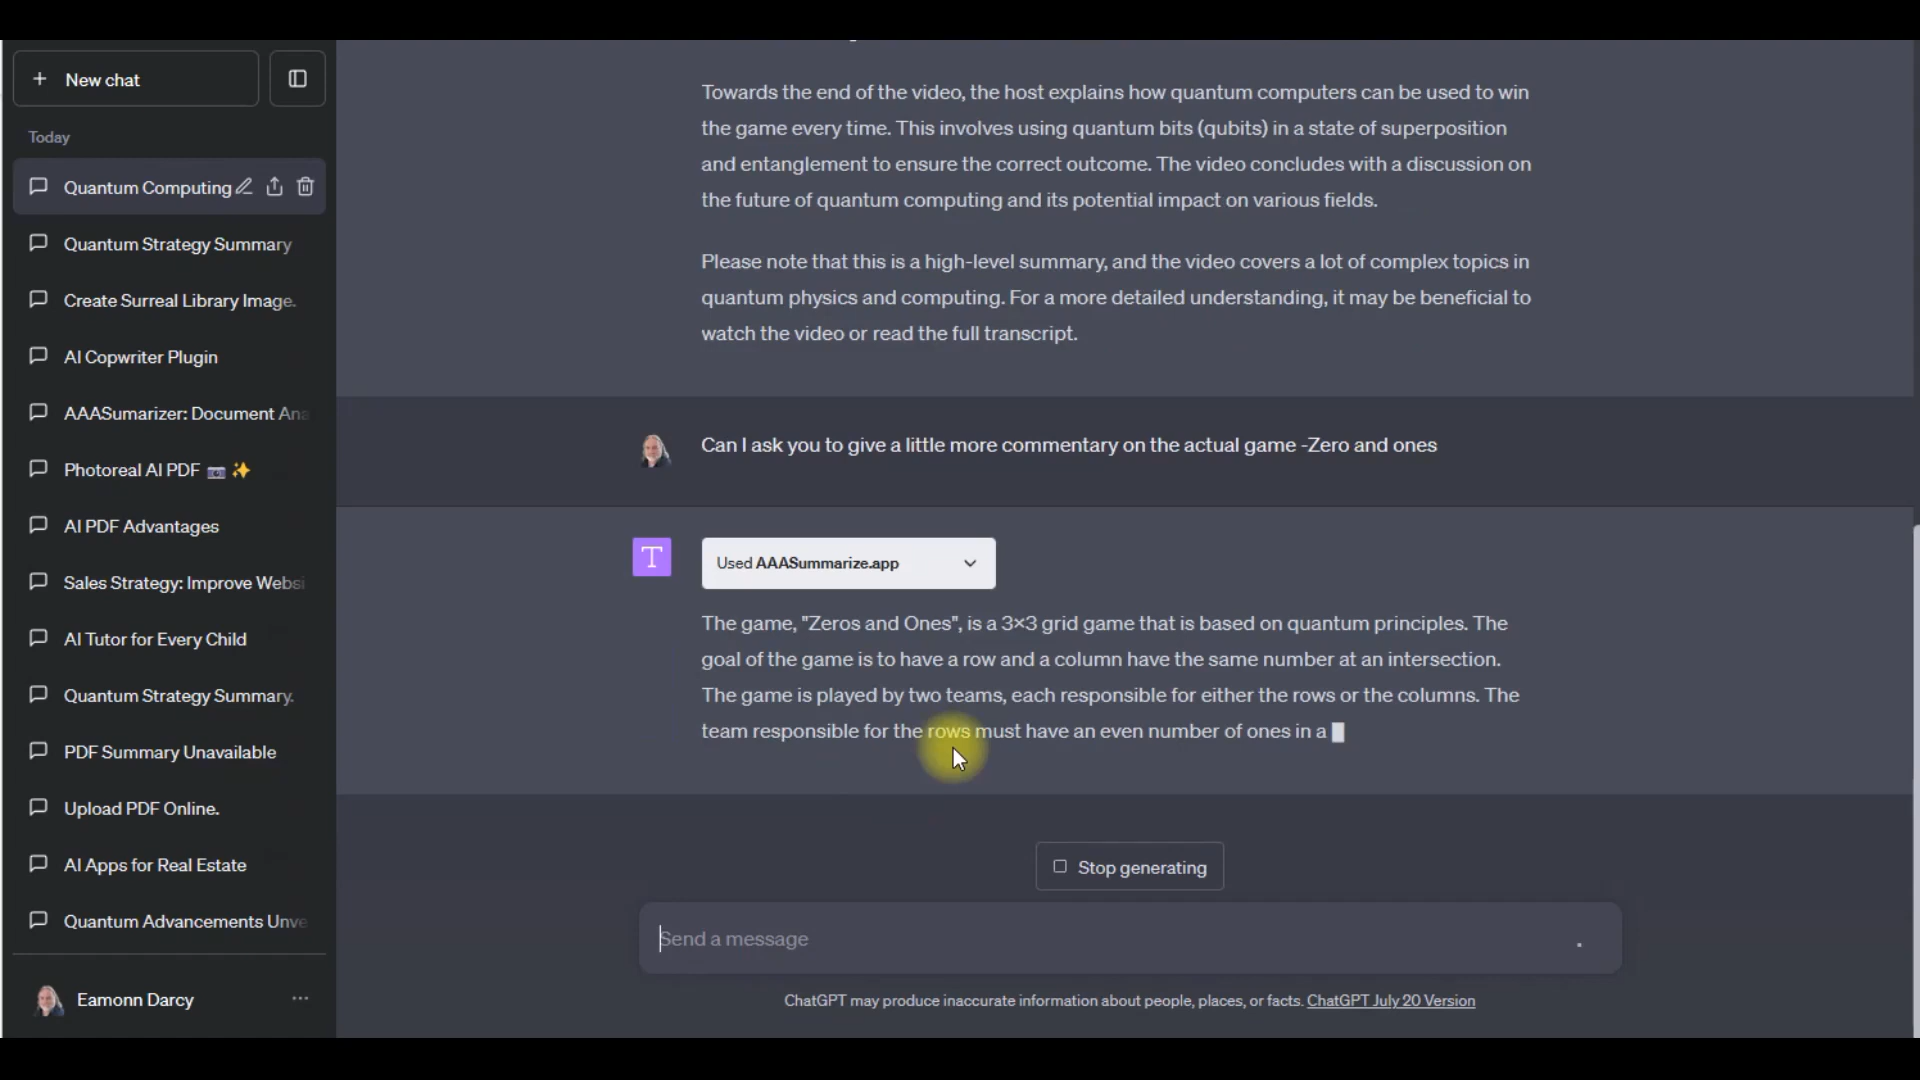 New chat
Today
Quantum Computing
Quantum Strategy Summary
Create Surreal Library Image.
AI Copwriter Plugin
AAASumarizer: Document Ana
Photoreal AI PDF 📷 ✨
AI PDF Advantages
Sales Strategy: Improve Websi
AI Tutor for Every Child
Quantum Strategy Summary.
PDF Summary Unavailable
Upload PDF Online.
AI Apps for Real Estate
Quantum Advancements Unve
Eamonn Darcy
Towards the end of the video, the host explains how quantum computers can be used to win
the game every time. This involves using quantum bits (qubits) in a state of superposition
and entanglement to ensure the correct outcome. The video concludes with a discussion on
the future of quantum computing and its potential impact on various fields.
Please note that this is a high-level summary, and the video covers a lot of complex topics in
quantum physics and computing. For a more detailed understanding, it may be beneficial to
watch the video or read the full transcript.
Can I ask you to give a little more commentary on the actual game -Zero and ones
T
Used AAASummarize.app
The game, "Zeros and Ones", is a 3×3 grid game that is based on quantum principles. The
goal of the game is to have a row and a column have the same number at an intersection.
The game is played by two teams, each responsible for either the rows or the columns. The
team responsible for the rows must have an even number of ones in a
Stop generating
Send a message
ChatGPT may produce inaccurate information about people, places, or facts. ChatGPT July 20 Version